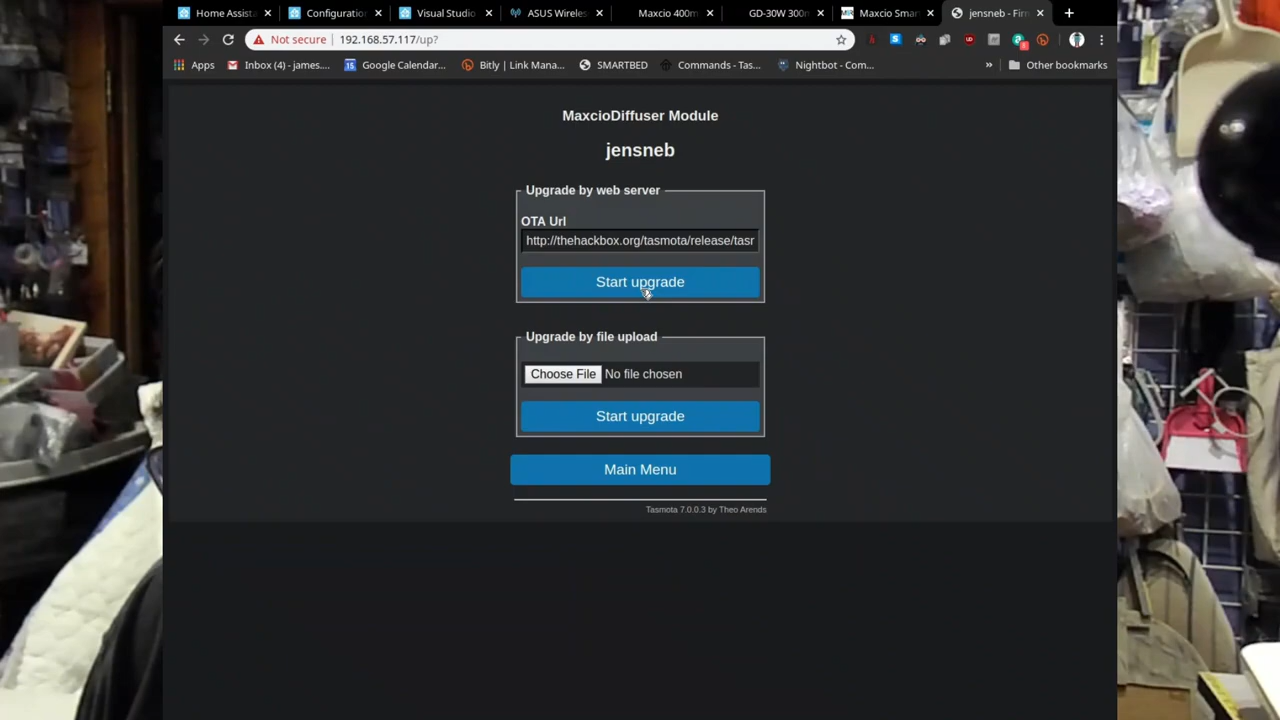 Home Assista
Configuration
Visual Studio
ASUS Wireles
Maxcio 400m
GD-30W 300m
Maxcio Smar
jensneb - Firm
Not secure
192.168.57.117/up?
Apps
Inbox (4) - james....
Google Calendar...
Bitly | Link Mana...
SMARTBED
Commands - Tas...
Nightbot - Com...
»
Other bookmarks
MaxcioDiffuser Module
jensneb
Upgrade by web server
OTA Url
http://thehackbox.org/tasmota/release/tasr
Start upgrade
Upgrade by file upload
Choose File No file chosen
Start upgrade
Main Menu
Tasmota 7.0.0.3 by Theo Arends